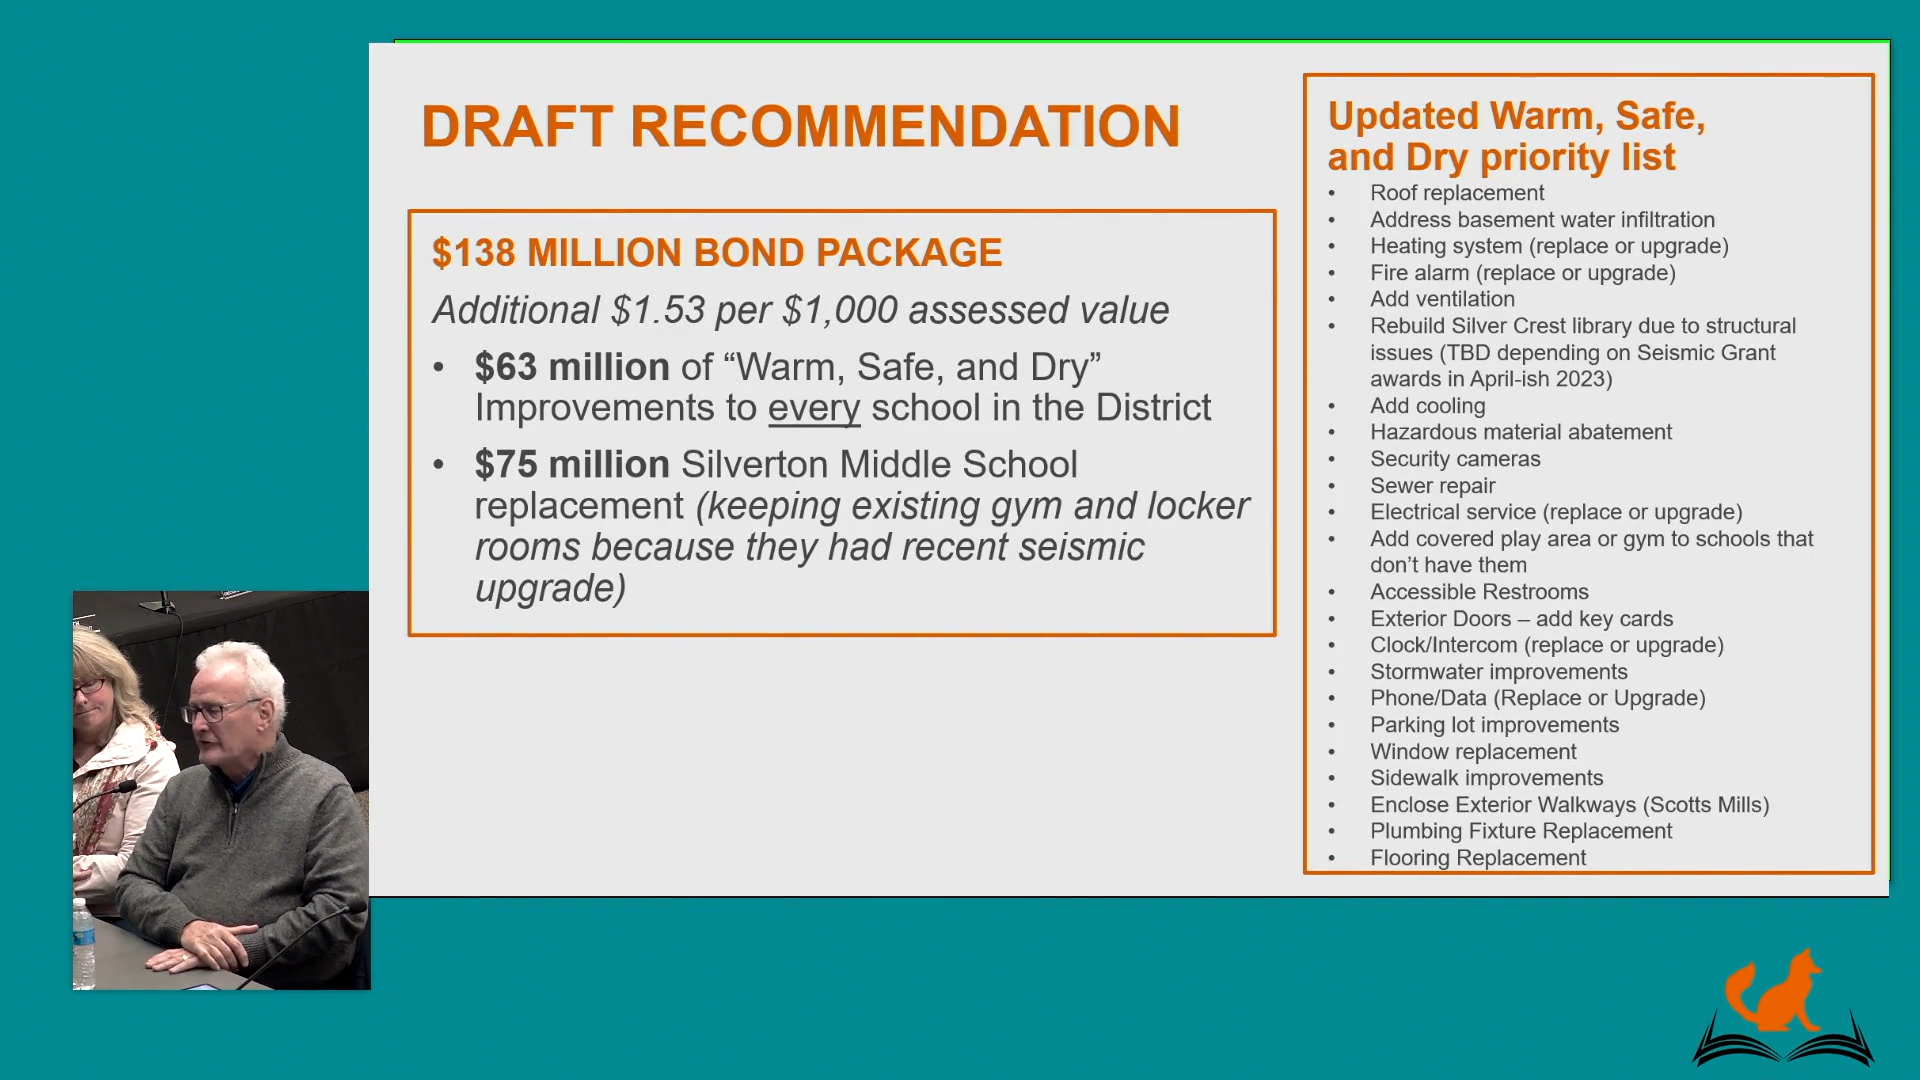 DRAFT RECOMMENDATION
$138 MILLION BOND PACKAGE
Additional $1.53 per $1,000 assessed value
• $63 million of “Warm, Safe, and Dry”
Improvements to every school in the District
• $75 million Silverton Middle School
replacement (keeping existing gym and locker
rooms because they had recent seismic
upgrade)
Updated Warm, Safe,
and Dry priority list
• Roof replacement
• Address basement water infiltration
• Heating system (replace or upgrade)
• Fire alarm (replace or upgrade)
• Add ventilation
• Rebuild Silver Crest library due to structural
issues (TBD depending on Seismic Grant
awards in April-ish 2023)
• Add cooling
• Hazardous material abatement
• Security cameras
• Sewer repair
• Electrical service (replace or upgrade)
• Add covered play area or gym to schools that
don’t have them
• Accessible Restrooms
• Exterior Doors – add key cards
• Clock/Intercom (replace or upgrade)
• Stormwater improvements
• Phone/Data (Replace or Upgrade)
• Parking lot improvements
• Window replacement
• Sidewalk improvements
• Enclose Exterior Walkways (Scotts Mills)
• Plumbing Fixture Replacement
• Flooring Replacement